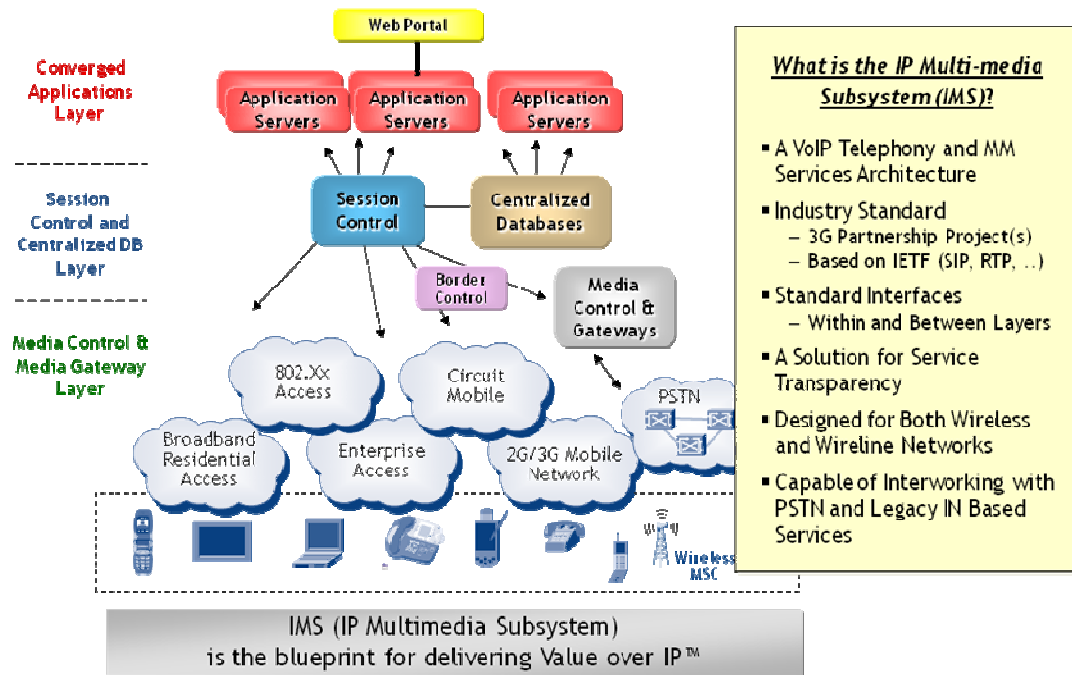 Web Portal
Converged
Applications
Layer
Application
Servers
Application
Servers
Application
Servers
Session
Control and
Centralized DB
Layer
Session
Control
Centralized
Databases
Border
Control
Media
Control &
Gateways
Media Control &
Media Gateway
Layer
802.Xx
Access
Circuit
Mobile
PSTN
Broadband
Residential
Access
Enterprise
Access
2G/3G Mobile
Network
Wireless
MSC
IMS (IP Multimedia Subsystem)
is the blueprint for delivering Value over IP™
What is the IP Multi-media
Subsystem (IMS)?
▪ A VoIP Telephony and MM
Services Architecture
▪ Industry Standard
– 3G Partnership Project(s)
– Based on IETF (SIP, RTP, ..)
▪ Standard Interfaces
– Within and Between Layers
▪ A Solution for Service
Transparency
▪ Designed for Both Wireless
and Wireline Networks
▪ Capable of Interworking with
PSTN and Legacy IN Based
Services